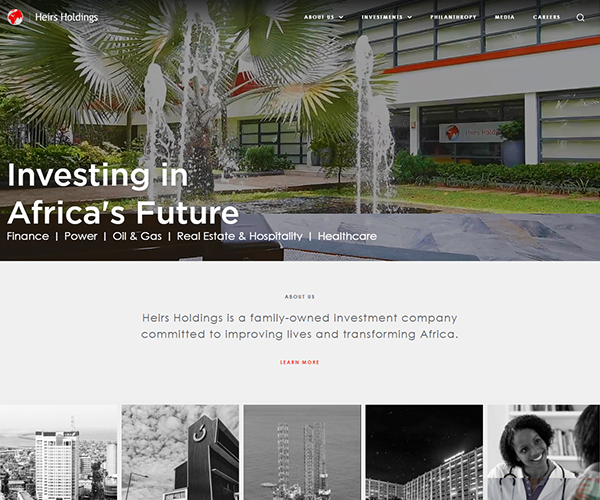 Heirs Holdings
ABOUT US
INVESTMENTS
PHILANTHROPY
MEDIA
CAREERS
Heirs Hold
Investing in
Africa's Future
Finance | Power | Oil & Gas | Real Estate & Hospitality | Healthcare
ABOUT US
Heirs Holdings is a family-owned investment company
committed to improving lives and transforming Africa.
LEARN MORE